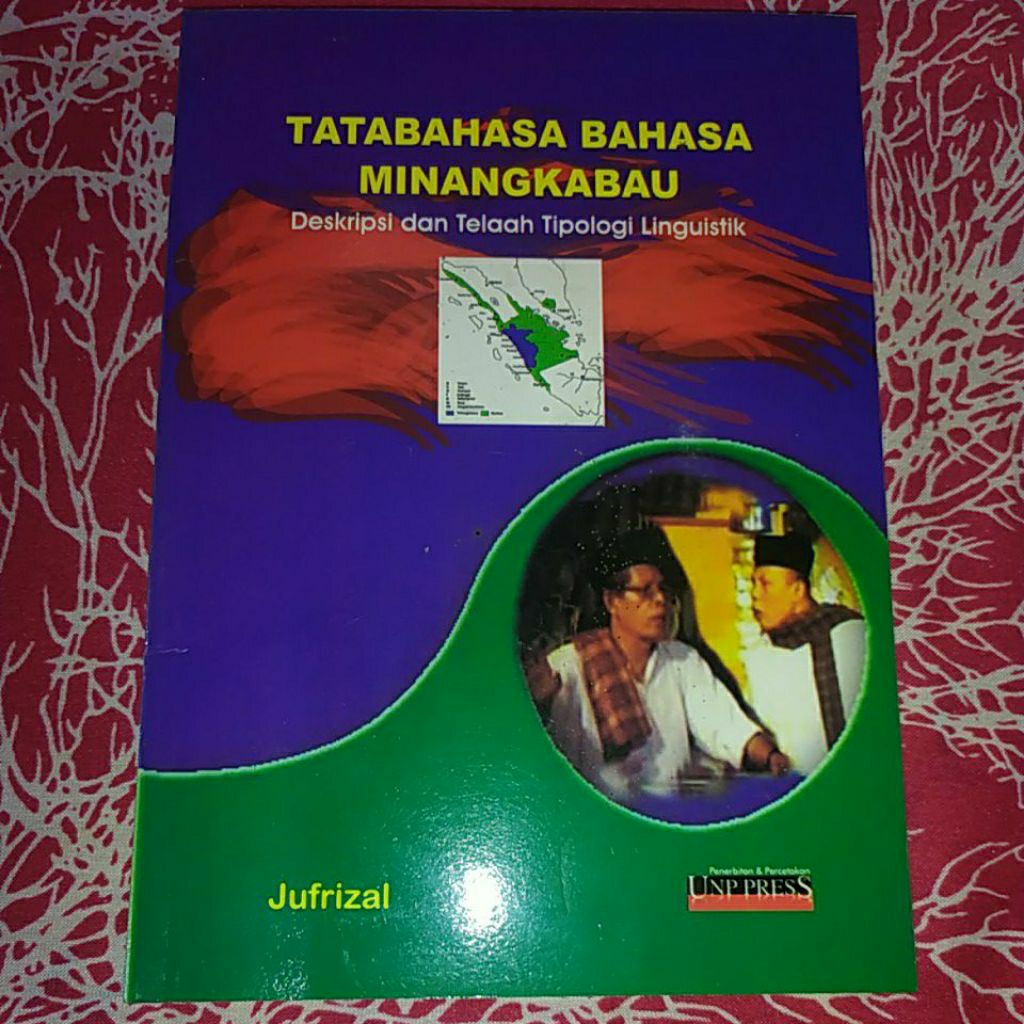 TATABAHASA BAHASA
MINANGKABAU
Deskripsi dan Telaah Tipologi Linguistik
Jufrizal
Penerbitan & Percetakan
UNP PRESS